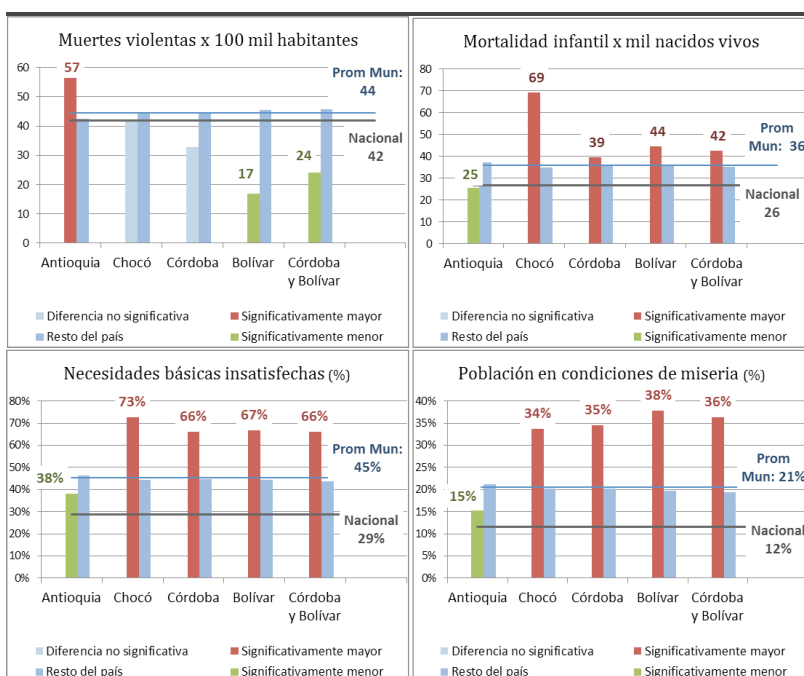 Muertes violentas x 100 mil habitantes
60
50
40
30
20
10
0
57
17
24
Prom Mun:
44
Nacional
42
Antioquia Chocó Córdoba Bolívar Córdoba
y Bolívar
Diferencia no significativa Significativamente mayor
Resto del país Significativamente menor
Mortalidad infantil x mil nacidos vivos
80
70
60
50
40
30
20
10
0
25
69
39
44
42
Prom
Mun: 36
Nacional
26
Antioquia Chocó Córdoba Bolívar Córdoba
y Bolívar
Diferencia no significativa Significativamente mayor
Resto del país Significativamente menor
Necesidades básicas insatisfechas (%)
80%
70%
60%
50%
40%
30%
20%
10%
0%
38%
73%
66%
67%
66%
Prom Mun:
45%
Nacional
29%
Antioquia Chocó Córdoba Bolívar Córdoba
y Bolívar
Diferencia no significativa Significativamente mayor
Resto del país Significativamente menor
Población en condiciones de miseria (%)
40%
35%
30%
25%
20%
15%
10%
5%
0%
15%
34%
35%
38%
36%
Prom
Mun: 21%
Nacional
12%
Antioquia Chocó Córdoba Bolívar Córdoba
y Bolívar
Diferencia no significativa Significativamente mayor
Resto del país Significativamente menor